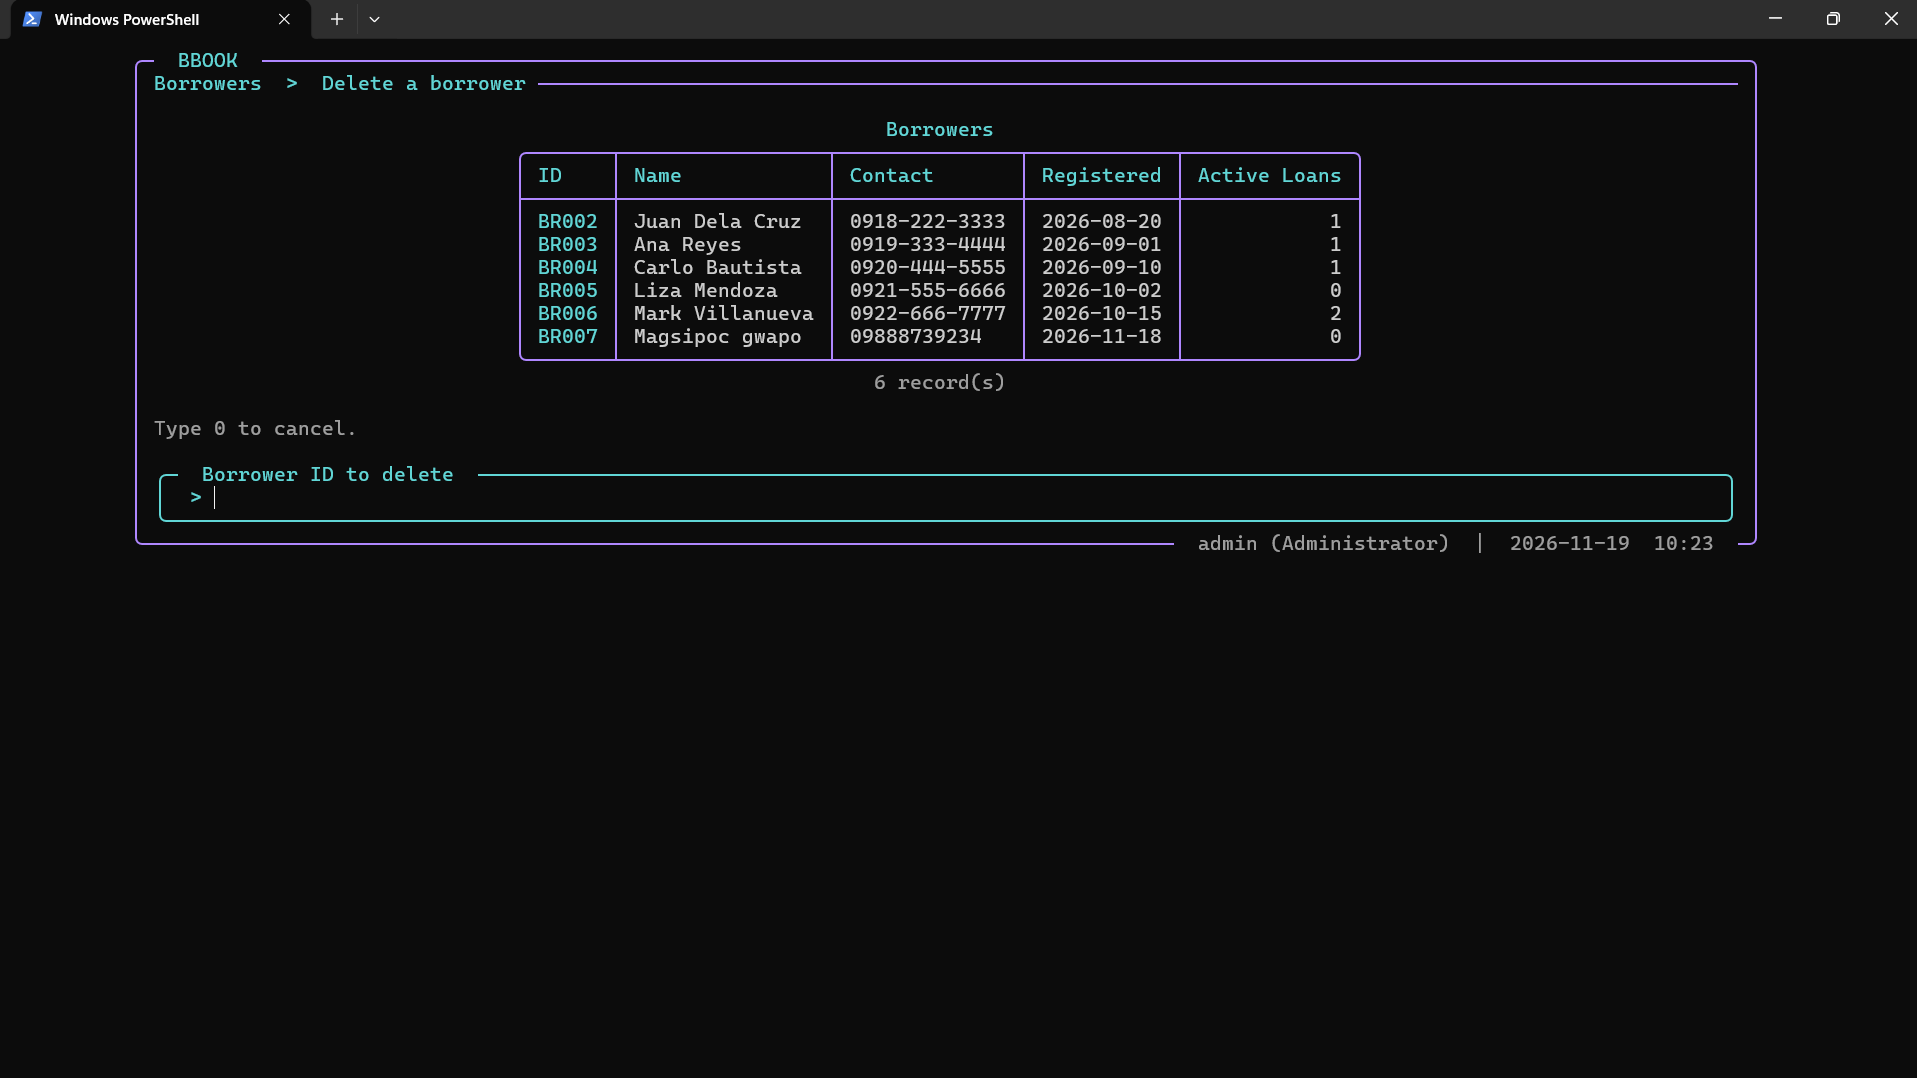 Windows PowerShell
BBOOK
Borrowers > Delete a borrower
Borrowers
ID Name Contact Registered Active Loans
BR002 Juan Dela Cruz 0918-222-3333 2026-08-20 1
BR003 Ana Reyes 0919-333-4444 2026-09-01 1
BR004 Carlo Bautista 0920-444-5555 2026-09-10 1
BR005 Liza Mendoza 0921-555-6666 2026-10-02 0
BR006 Mark Villanueva 0922-666-7777 2026-10-15 2
BR007 Magsipoc gwapo 09888739234 2026-11-18 0
6 record(s)
Type 0 to cancel.
Borrower ID to delete
>
admin (Administrator) | 2026-11-19 10:23